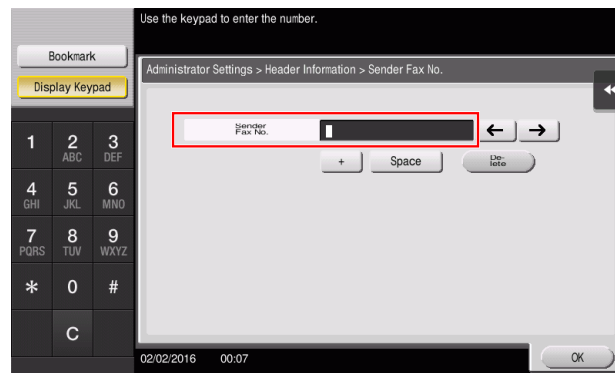 Use the keypad to enter the number.
Bookmark
Display Keypad
Administrator Settings > Header Information > Sender Fax No.
Sender
Fax No.
← →
+ Space De-
lete
1 2 3
ABC DEF
4 5 6
GHI JKL MNO
7 8 9
PQRS TUV WXYZ
* 0 #
C
02/02/2016 00:07
OK